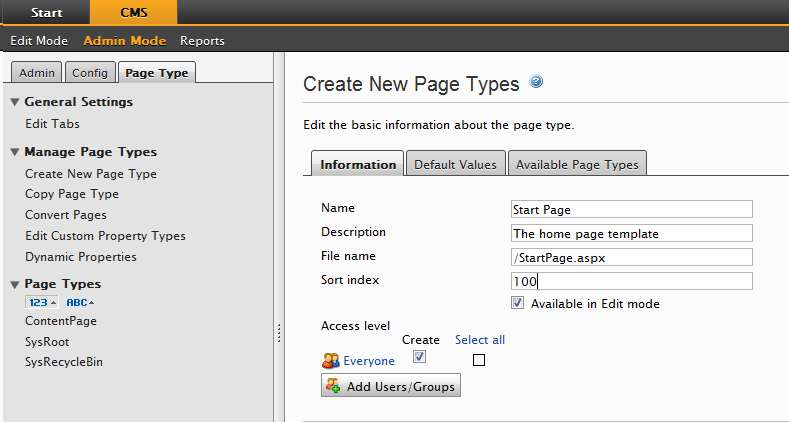 Start CMS
Edit Mode Admin Mode Reports
Admin Config Page Type
General Settings
Edit Tabs
Manage Page Types
Create New Page Type
Copy Page Type
Convert Pages
Edit Custom Property Types
Dynamic Properties
Page Types
123 ABC
ContentPage
SysRoot
SysRecycleBin
Create New Page Types ?
Edit the basic information about the page type.
Information Default Values Available Page Types
Name Start Page
Description The home page template
File name /StartPage.aspx
Sort index 100
Available in Edit mode
Access level
Create Select all
Everyone
Add Users/Groups